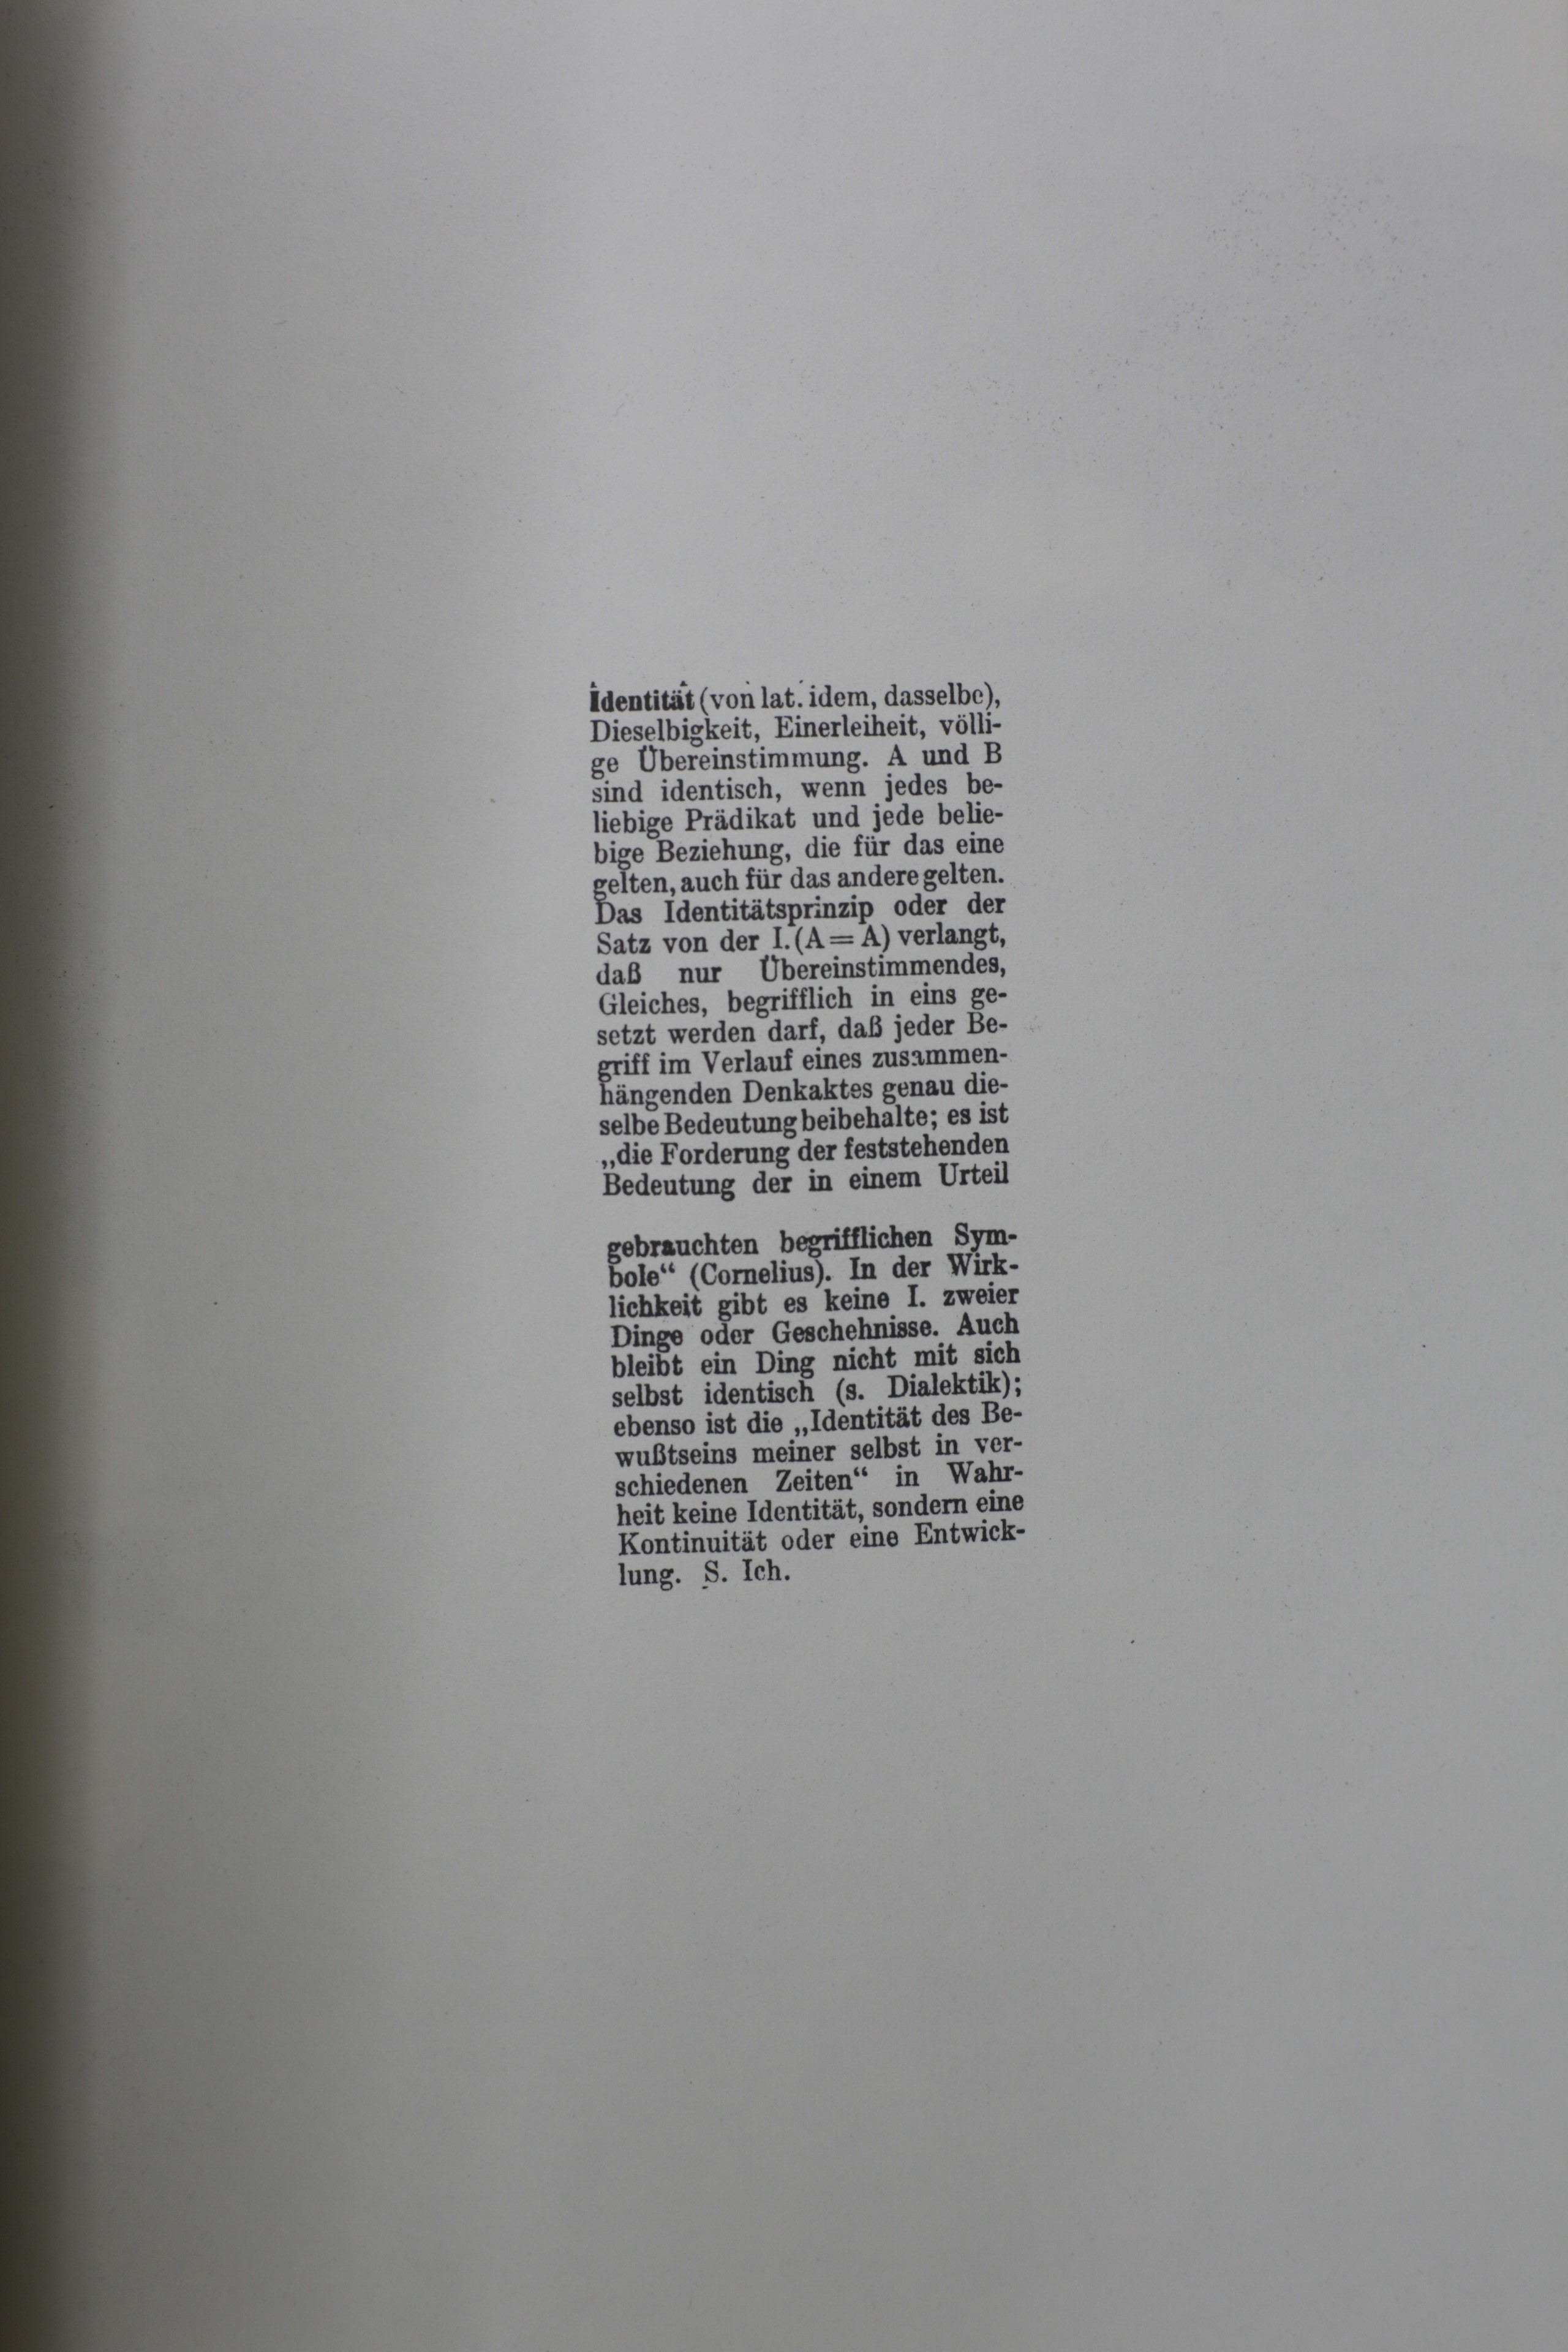 Identität (von lat. idem, dasselbe),
Dieselbigkeit, Einerleiheit, völli-
ge Übereinstimmung. A und B
sind identisch, wenn jedes be-
liebige Prädikat und jede belie-
bige Beziehung, die für das eine
gelten, auch für das andere gelten.
Das Identitätsprinzip oder der
Satz von der I. (A = A) verlangt,
daß nur Übereinstimmendes,
Gleiches, begrifflich in eins ge-
setzt werden darf, daß jeder Be-
griff im Verlauf eines zusammen-
hängenden Denkaktes genau die-
selbe Bedeutung beibehalte; es ist
„die Forderung der feststehenden
Bedeutung der in einem Urteil
gebrauchten begrifflichen Sym-
bole“ (Cornelius). In der Wirk-
lichkeit gibt es keine I. zweier
Dinge oder Geschehnisse. Auch
bleibt ein Ding nicht mit sich
selbst identisch (s. Dialektik);
ebenso ist die „Identität des Be-
wußtseins meiner selbst in ver-
schiedenen Zeiten“ in Wahr-
heit keine Identität, sondern eine
Kontinuität oder eine Entwick-
lung. S. Ich.